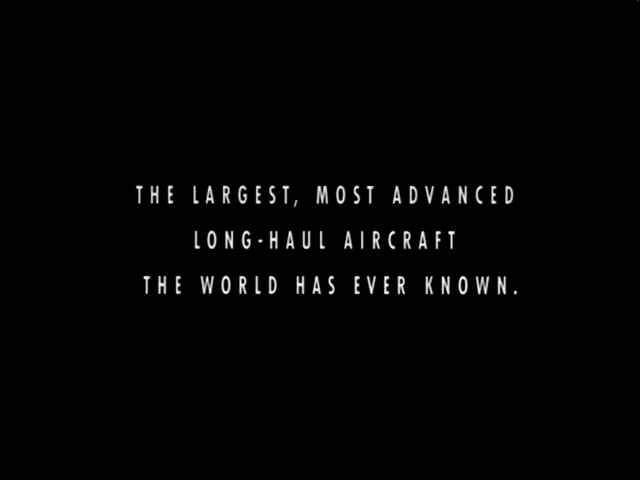 THE LARGEST, MOST ADVANCED
LONG-HAUL AIRCRAFT
THE WORLD HAS EVER KNOWN.